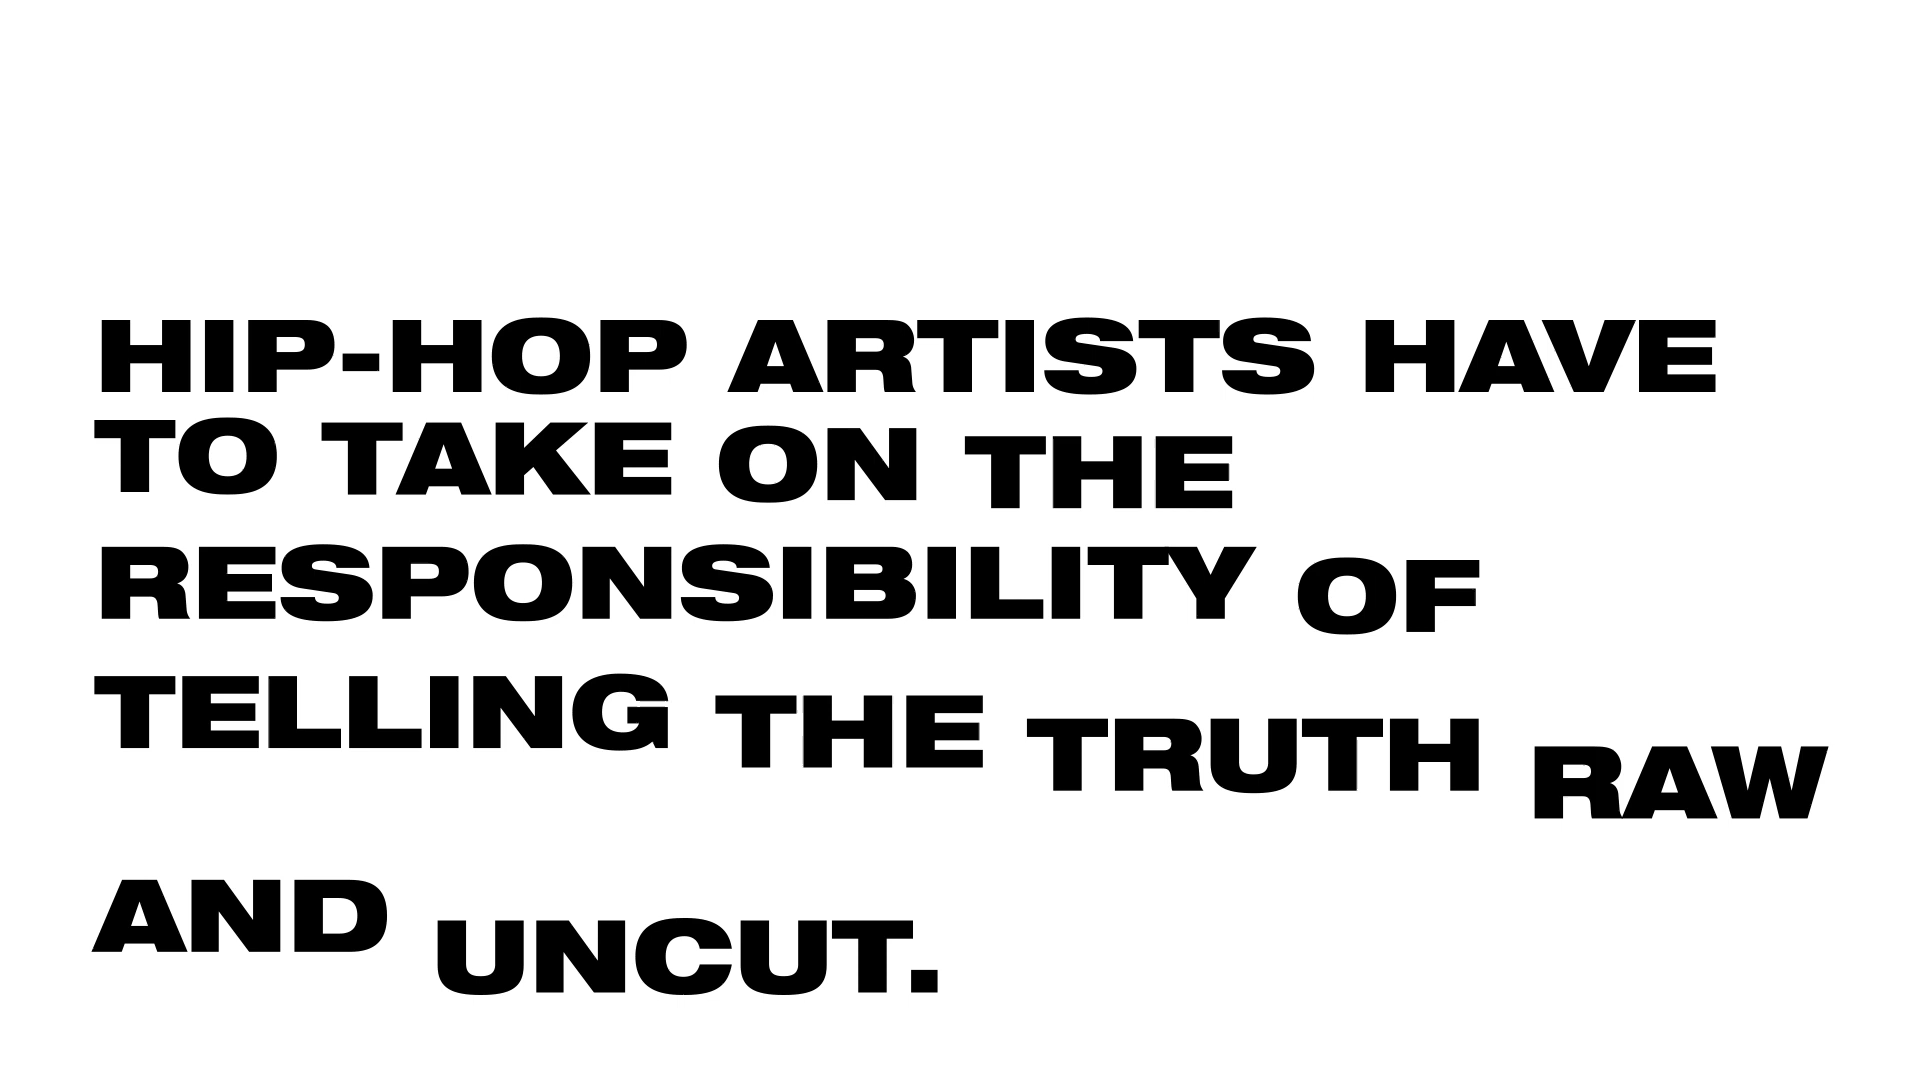 HIP-HOP ARTISTS HAVE
TO TAKE ON THE
RESPONSIBILITY OF
TELLING THE TRUTH RAW
AND UNCUT.